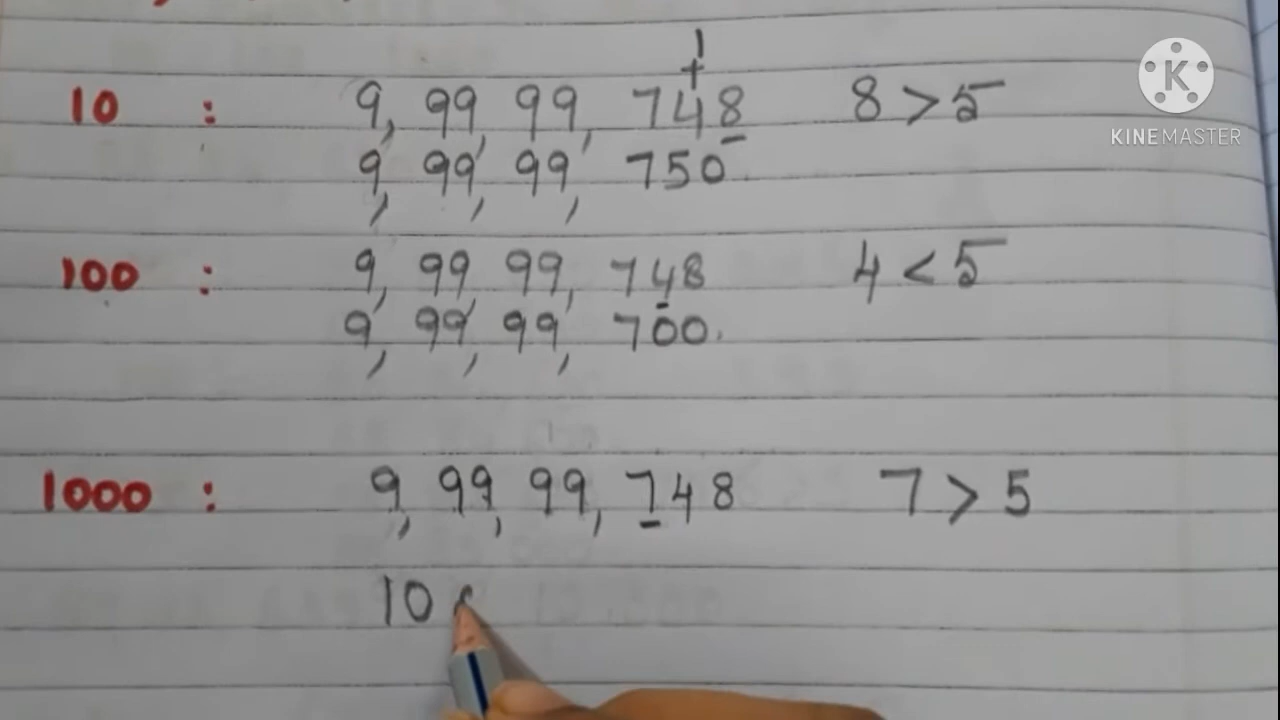 1
+
10 : 9, 99, 99, 748 8 > 5
9, 99, 99, 750
100 : 9, 99, 99, 748 4 < 5
9, 99, 99, 700.
1000 : 9, 99, 99, 748 7 > 5
10
K
KINEMASTER